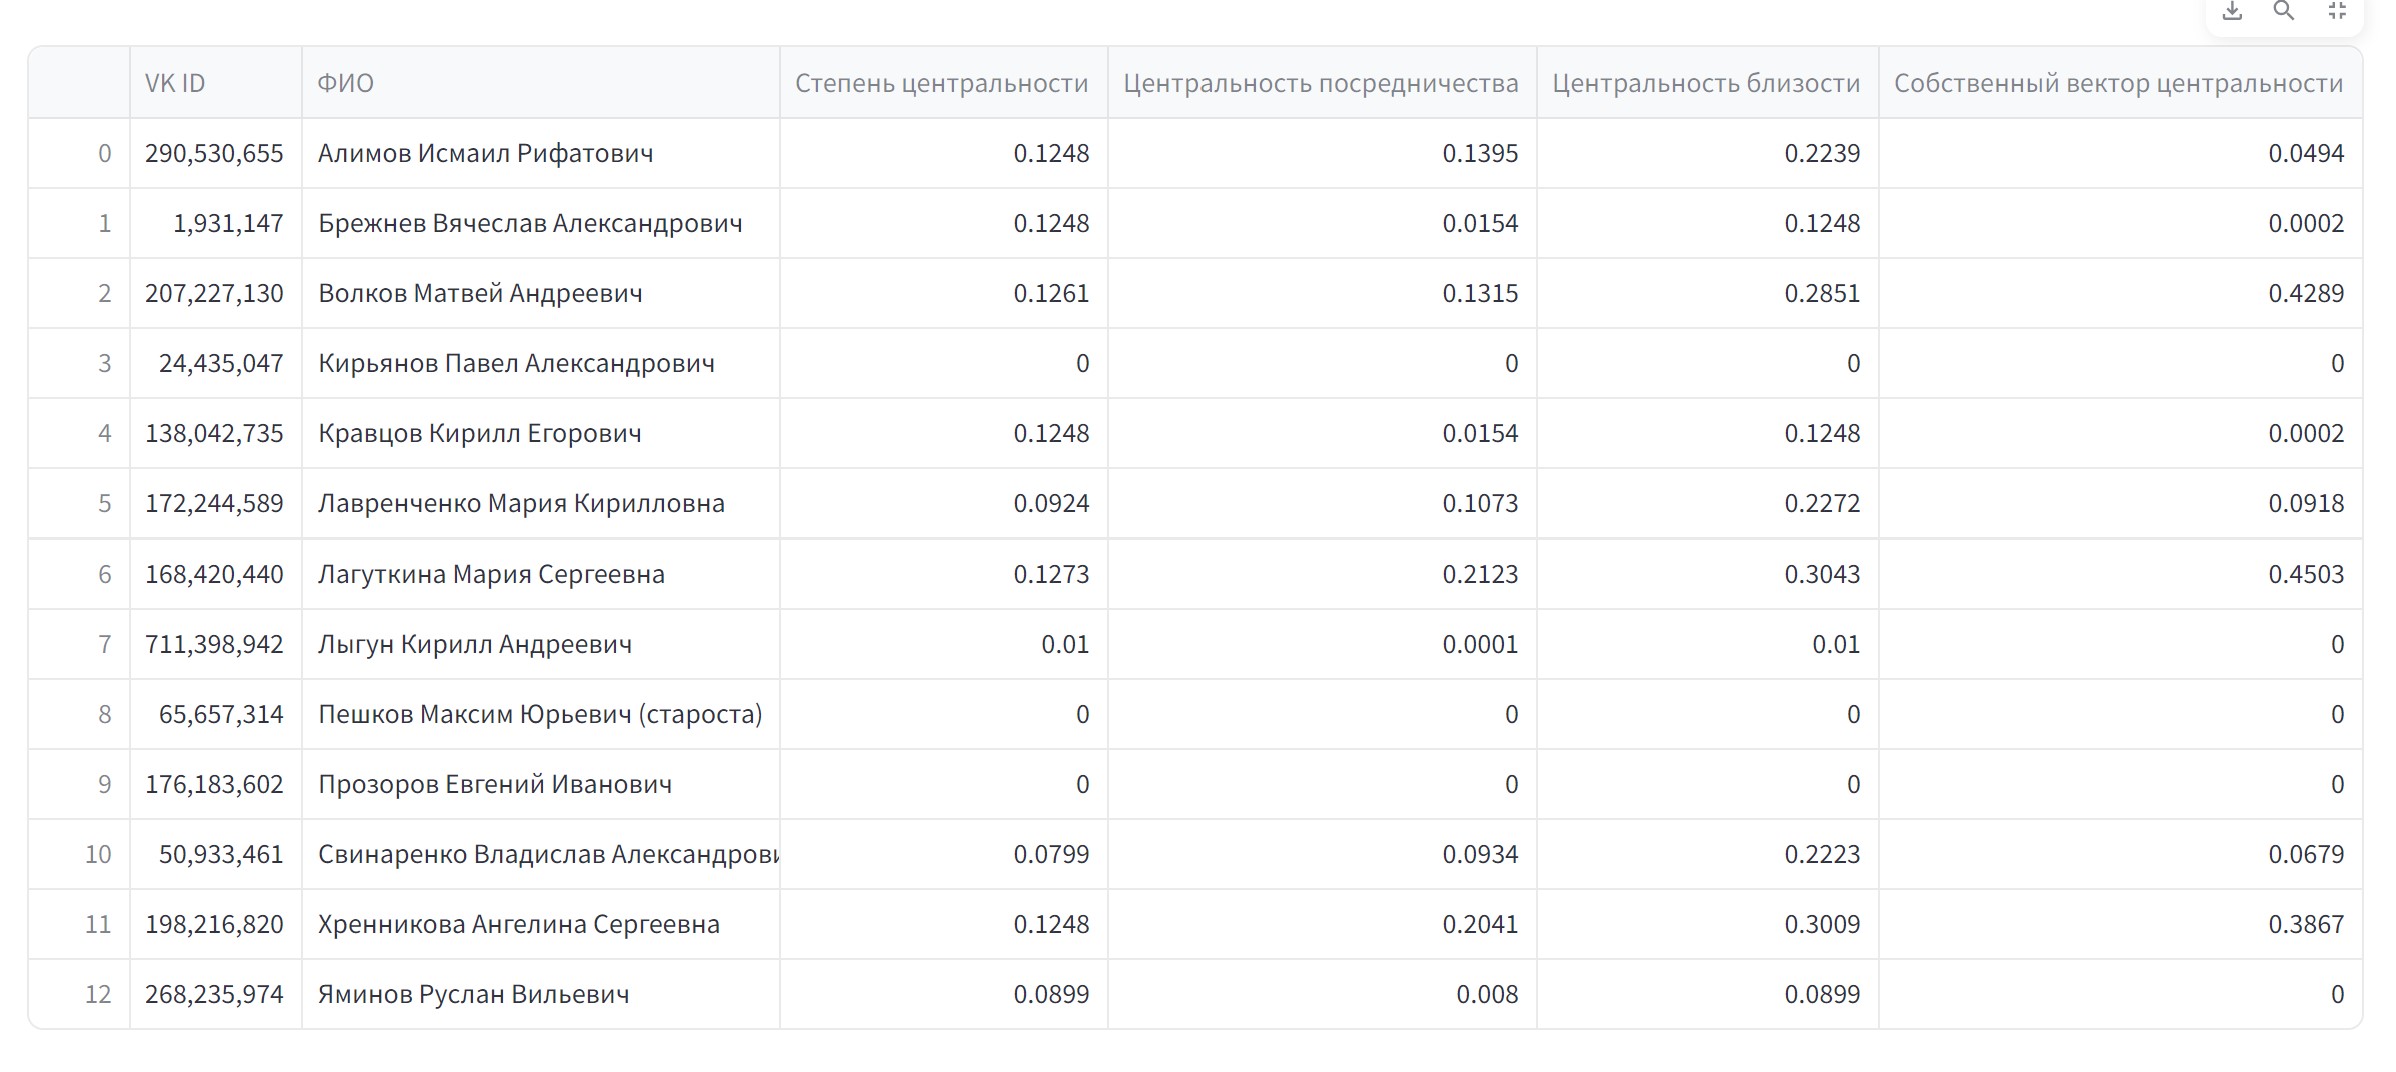 VK ID ФИО Степень центральности Центральность посредничества Центральность близости Собственный вектор центральности
0 290,530,655 Алимов Исмаил Рифатович 0.1248 0.1395 0.2239 0.0494
1 1,931,147 Брежнев Вячеслав Александрович 0.1248 0.0154 0.1248 0.0002
2 207,227,130 Волков Матвей Андреевич 0.1261 0.1315 0.2851 0.4289
3 24,435,047 Кирьянов Павел Александрович 0 0 0 0
4 138,042,735 Кравцов Кирилл Егорович 0.1248 0.0154 0.1248 0.0002
5 172,244,589 Лавренченко Мария Кирилловна 0.0924 0.1073 0.2272 0.0918
6 168,420,440 Лагуткина Мария Сергеевна 0.1273 0.2123 0.3043 0.4503
7 711,398,942 Лыгун Кирилл Андреевич 0.01 0.0001 0.01 0
8 65,657,314 Пешков Максим Юрьевич (староста) 0 0 0 0
9 176,183,602 Прозоров Евгений Иванович 0 0 0 0
10 50,933,461 Свинаренко Владислав Александрови 0.0799 0.0934 0.2223 0.0679
11 198,216,820 Хренникова Ангелина Сергеевна 0.1248 0.2041 0.3009 0.3867
12 268,235,974 Яминов Руслан Вильевич 0.0899 0.008 0.0899 0